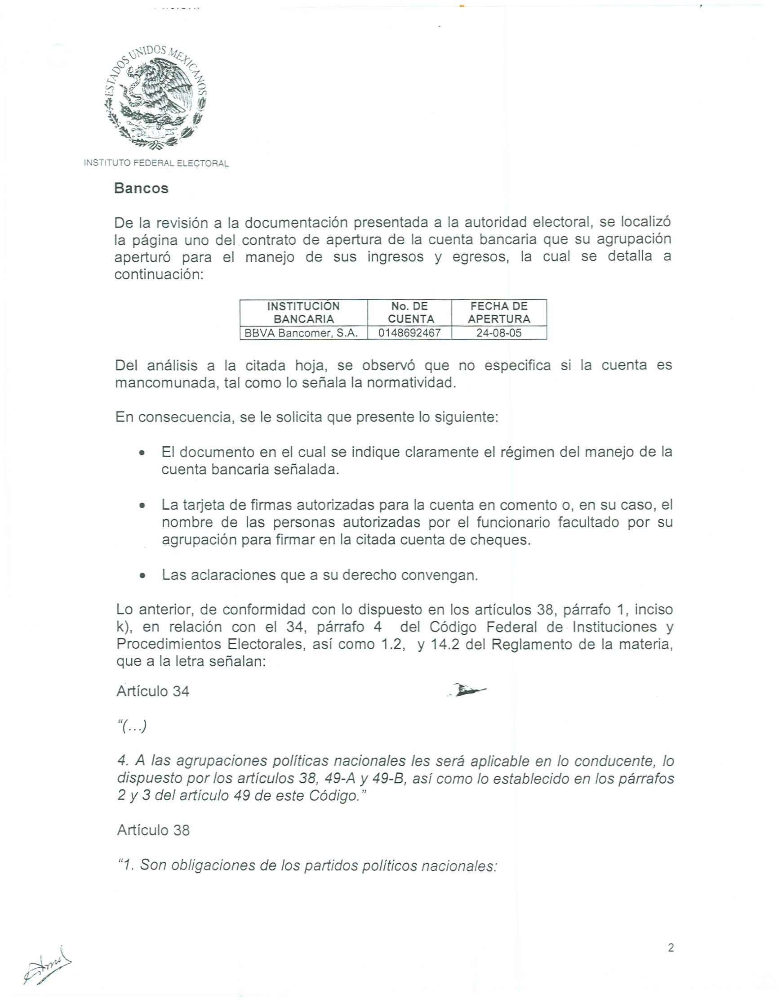 ESTADOS UNIDOS MEXICANOS
INSTITUTO FEDERAL ELECTORAL
Bancos
De la revisión a la documentación presentada a la autoridad electoral, se localizó
la página uno del contrato de apertura de la cuenta bancaria que su agrupación
aperturó para el manejo de sus ingresos y egresos, la cual se detalla a
continuación:
INSTITUCIÓN BANCARIA No. DE CUENTA FECHA DE APERTURA
BBVA Bancomer, S.A. 0148692467 24-08-05
Del análisis a la citada hoja, se observó que no especifica si la cuenta es
mancomunada, tal como lo señala la normatividad.
En consecuencia, se le solicita que presente lo siguiente:
• El documento en el cual se indique claramente el régimen del manejo de la
cuenta bancaria señalada.
• La tarjeta de firmas autorizadas para la cuenta en comento o, en su caso, el
nombre de las personas autorizadas por el funcionario facultado por su
agrupación para firmar en la citada cuenta de cheques.
• Las aclaraciones que a su derecho convengan.
Lo anterior, de conformidad con lo dispuesto en los artículos 38, párrafo 1, inciso
k), en relación con el 34, párrafo 4 del Código Federal de Instituciones y
Procedimientos Electorales, así como 1.2, y 14.2 del Reglamento de la materia,
que a la letra señalan:
Artículo 34
“(...)
4. A las agrupaciones políticas nacionales les será aplicable en lo conducente, lo
dispuesto por los artículos 38, 49-A y 49-B, así como lo establecido en los párrafos
2 y 3 del artículo 49 de este Código.”
Artículo 38
“1. Son obligaciones de los partidos políticos nacionales:
2